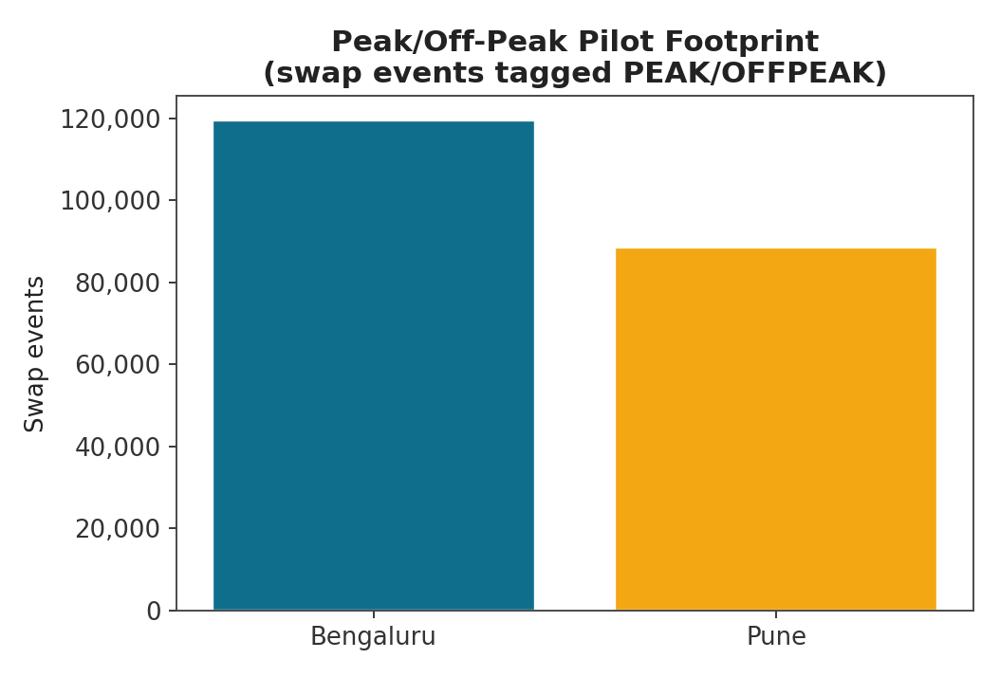 Peak/Off-Peak Pilot Footprint
(swap events tagged PEAK/OFFPEAK)
Swap events
120,000
100,000
80,000
60,000
40,000
20,000
0
Bengaluru
Pune